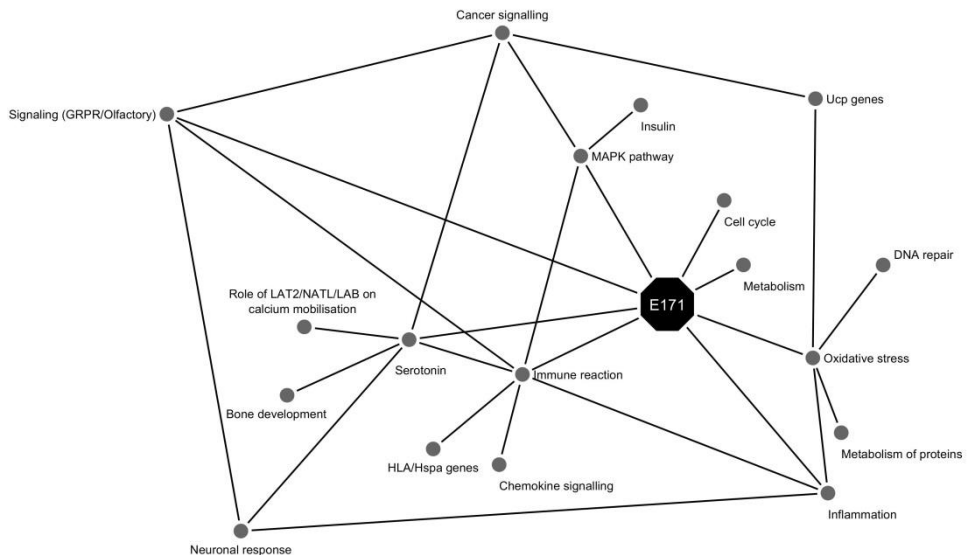 Cancer signalling
Ucp genes
Signaling (GRPR/Olfactory)
Insulin
MAPK pathway
Cell cycle
DNA repair
Metabolism
Role of LAT2/NATL/LAB on
calcium mobilisation
E171
Oxidative stress
Serotonin
Immune reaction
Bone development
Metabolism of proteins
HLA/Hspa genes
Chemokine signalling
Inflammation
Neuronal response